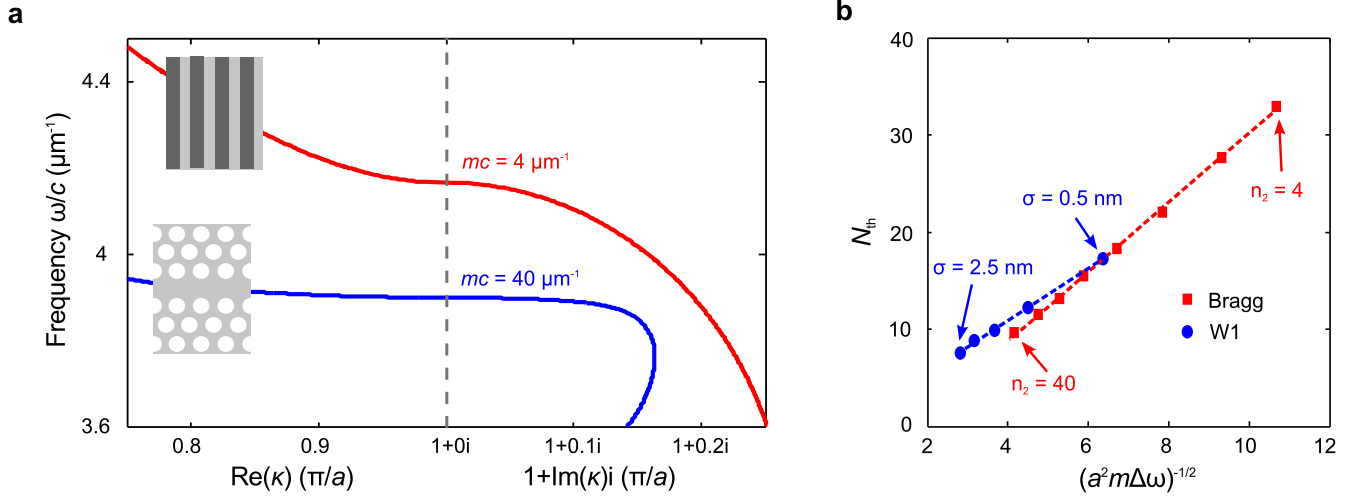 a
Frequency ω/c (μm⁻¹)
4.4
4
3.6
mc = 4 μm⁻¹
mc = 40 μm⁻¹
0.8
0.9
1+0i
1+0.1i
1+0.2i
Re(κ) (π/a)
1+Im(κ)i (π/a)
b
N_th
40
30
20
10
0
σ = 0.5 nm
n₂ = 4
σ = 2.5 nm
Bragg
W1
n₂ = 40
2
4
6
8
10
12
(a²mΔω)⁻¹ᐟ²